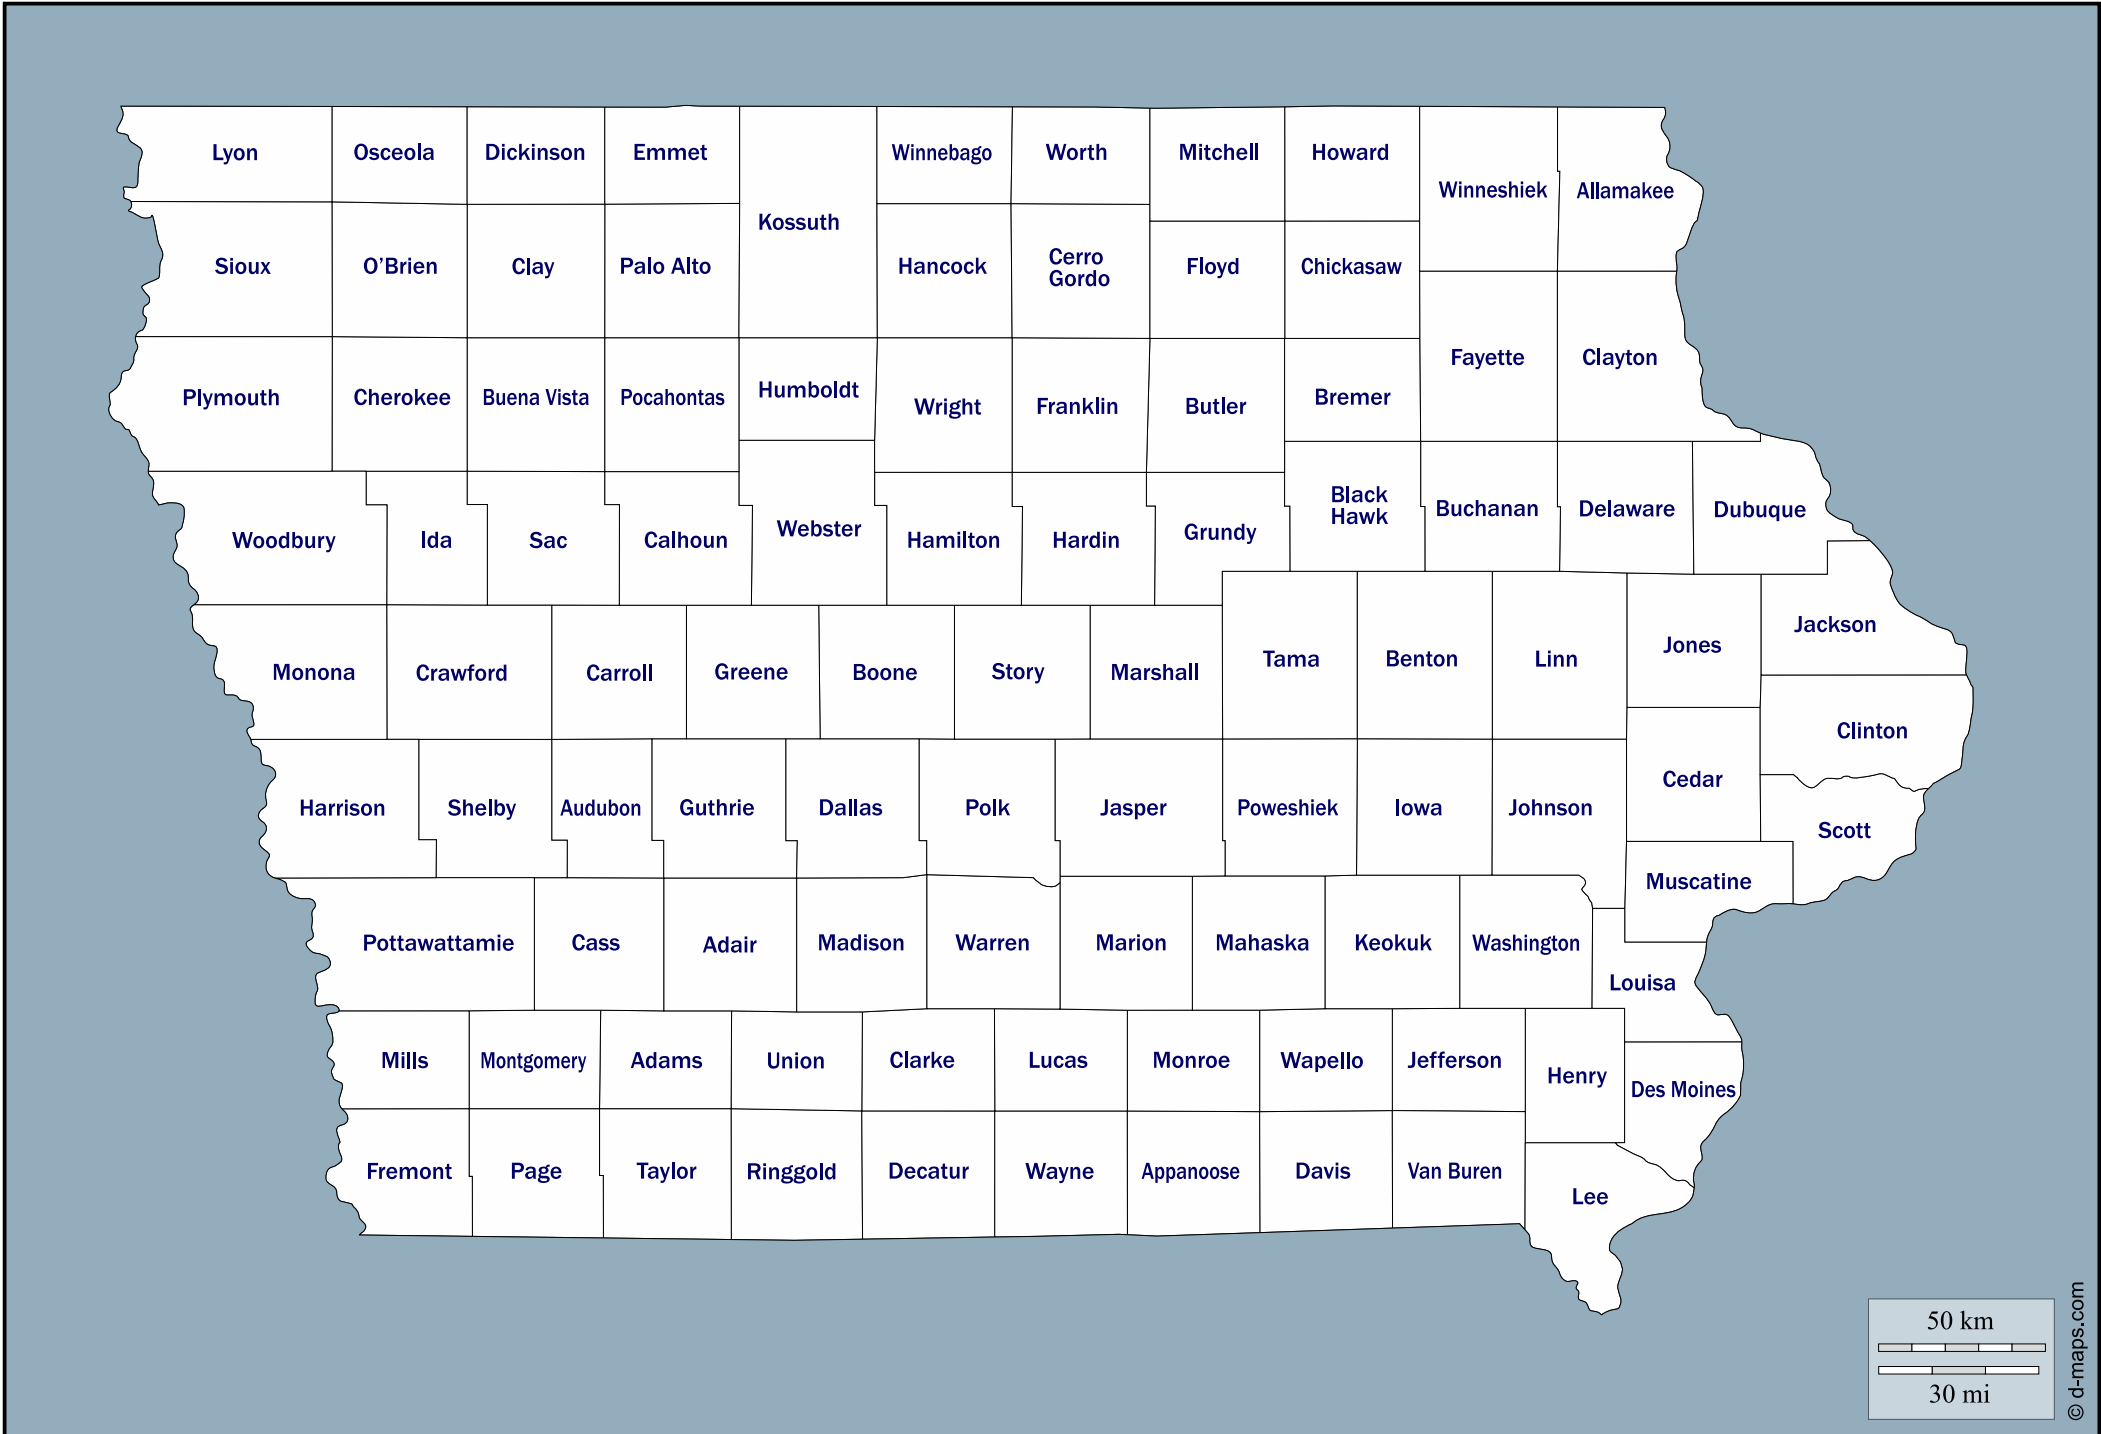 Lyon
Osceola
Dickinson
Emmet
Kossuth
Winnebago
Worth
Mitchell
Howard
Winneshiek
Allamakee
Sioux
O'Brien
Clay
Palo Alto
Hancock
Cerro
Gordo
Floyd
Chickasaw
Plymouth
Cherokee
Buena Vista
Pocahontas
Humboldt
Wright
Franklin
Butler
Bremer
Fayette
Clayton
Woodbury
Ida
Sac
Calhoun
Webster
Hamilton
Hardin
Grundy
Black
Hawk
Buchanan
Delaware
Dubuque
Monona
Crawford
Carroll
Greene
Boone
Story
Marshall
Tama
Benton
Linn
Jones
Jackson
Clinton
Harrison
Shelby
Audubon
Guthrie
Dallas
Polk
Jasper
Poweshiek
Iowa
Johnson
Cedar
Scott
Muscatine
Pottawattamie
Cass
Adair
Madison
Warren
Marion
Mahaska
Keokuk
Washington
Louisa
Mills
Montgomery
Adams
Union
Clarke
Lucas
Monroe
Wapello
Jefferson
Henry
Des Moines
Fremont
Page
Taylor
Ringgold
Decatur
Wayne
Appanoose
Davis
Van Buren
Lee
50 km
30 mi
© d-maps.com